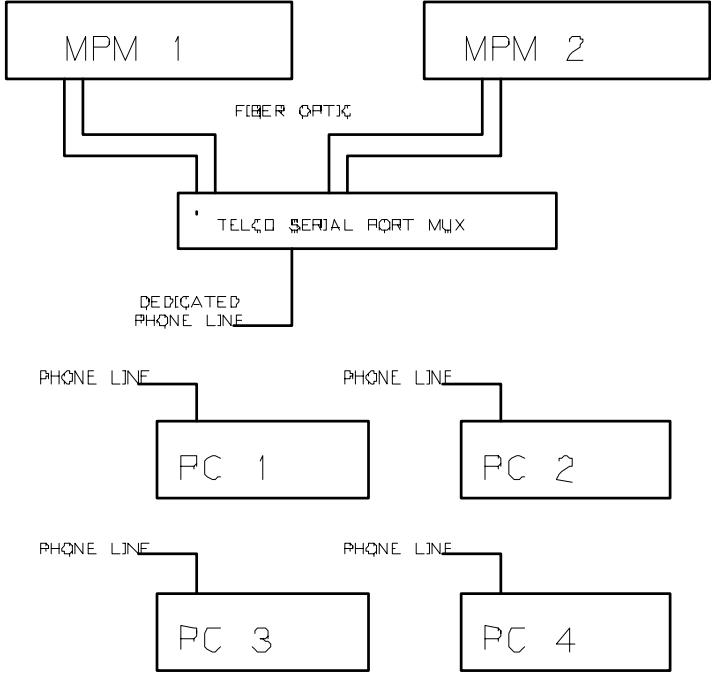 MPM 1
MPM 2
FIBER OPTIC
TELCO SERIAL PORT MUX
DEDICATED
PHONE LINE
PHONE LINE
PHONE LINE
PC 1
PC 2
PHONE LINE
PHONE LINE
PC 3
PC 4